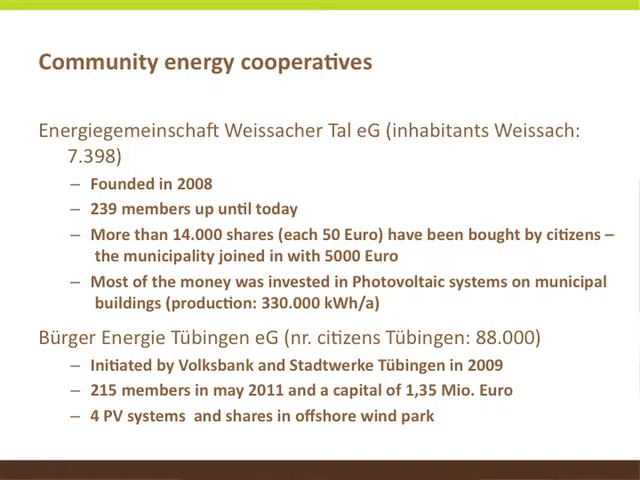 Community energy cooperatives
Energiegemeinschaft Weissacher Tal eG (inhabitants Weissach:
7.398)
– Founded in 2008
– 239 members up until today
– More than 14.000 shares (each 50 Euro) have been bought by citizens –
the municipality joined in with 5000 Euro
– Most of the money was invested in Photovoltaic systems on municipal
buildings (production: 330.000 kWh/a)
Bürger Energie Tübingen eG (nr. citizens Tübingen: 88.000)
– Initiated by Volksbank and Stadtwerke Tübingen in 2009
– 215 members in may 2011 and a capital of 1,35 Mio. Euro
– 4 PV systems and shares in offshore wind park